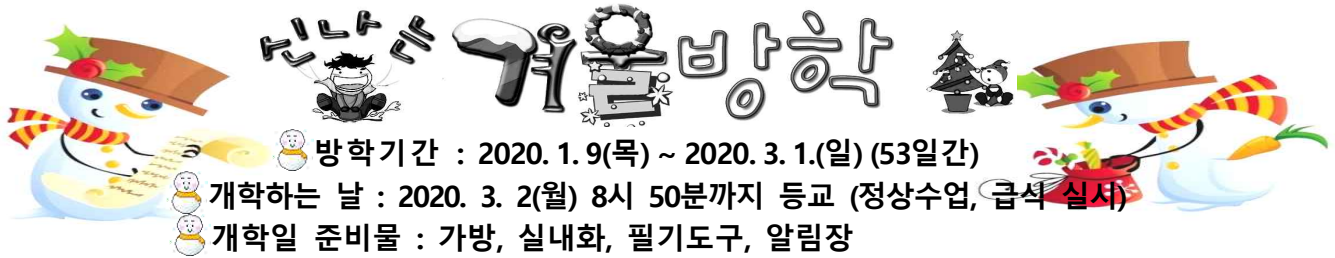 신나는 겨울방학
방학기간 : 2020. 1. 9(목) ~ 2020. 3. 1.(일) (53일간)
개학하는 날 : 2020. 3. 2(월) 8시 50분까지 등교 (정상수업, 급식 실시)
개학일 준비물 : 가방, 실내화, 필기도구, 알림장